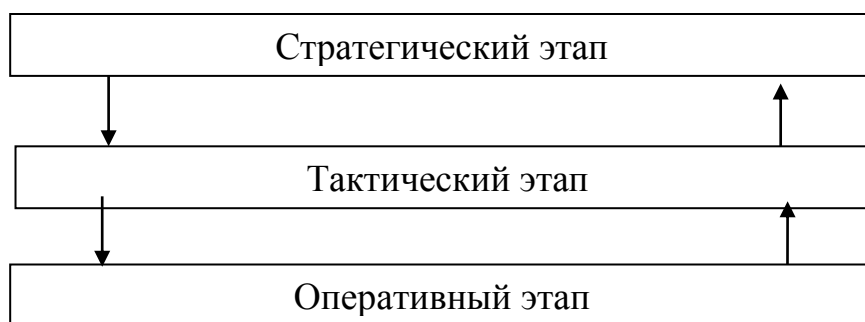 Стратегический этап
Тактический этап
Оперативный этап